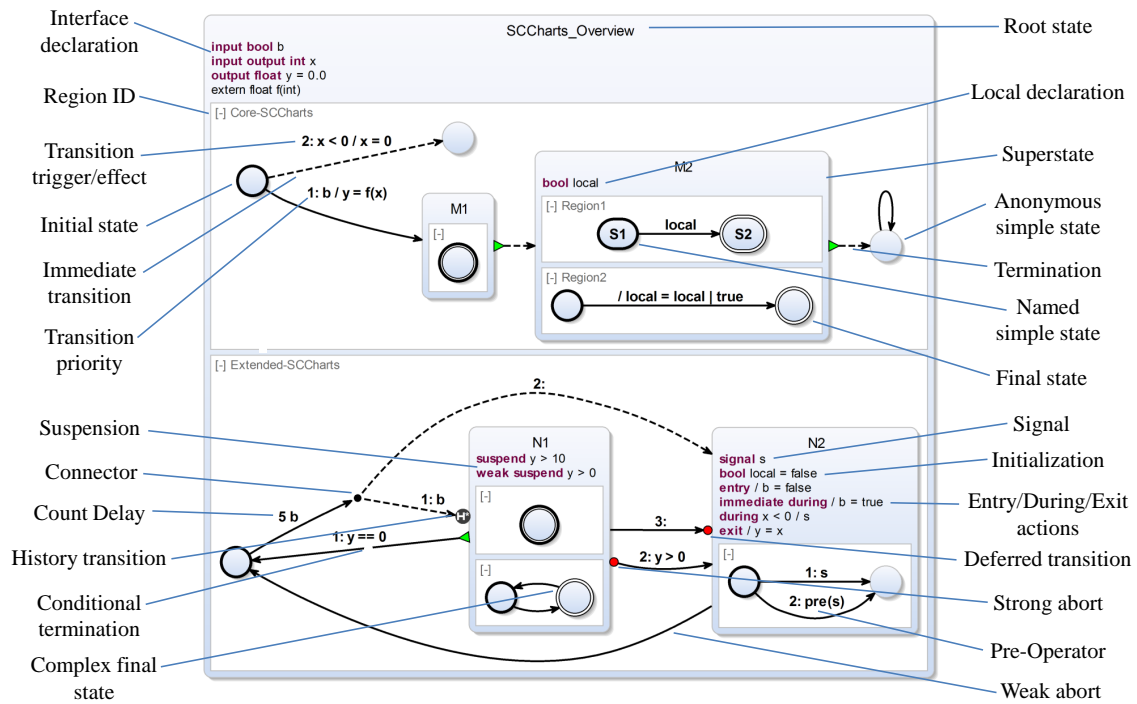 Interface
declaration
Region ID
Transition
trigger/effect
Initial state
Immediate
transition
Transition
priority
Suspension
Connector
Count Delay
History transition
Conditional
termination
Complex final
state
SCCharts_Overview
input bool b
input output int x
output float y = 0.0
extern float f(int)
[-] Core-SCCharts
2: x < 0 / x = 0
1: b / y = f(x)
M1
[-]
M2
bool local
[-] Region1
S1
local
S2
[-] Region2
/ local = local | true
[-] Extended-SCCharts
2:
1: b
5 b
1: y == 0
H*
N1
suspend y > 10
weak suspend y > 0
[-]
[-]
3:
2: y > 0
N2
signal s
bool local = false
entry / b = false
immediate during / b = true
during x < 0 / s
exit / y = x
[-]
1: s
2: pre(s)
Root state
Local declaration
Superstate
Anonymous
simple state
Termination
Named
simple state
Final state
Signal
Initialization
Entry/During/Exit
actions
Deferred transition
Strong abort
Pre-Operator
Weak abort